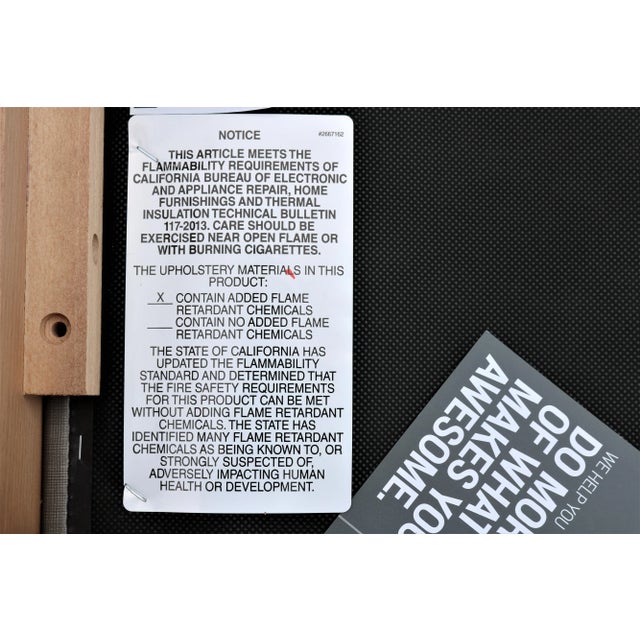 NOTICE
#2667162
THIS ARTICLE MEETS THE
FLAMMABILITY REQUIREMENTS OF
CALIFORNIA BUREAU OF ELECTRONIC
AND APPLIANCE REPAIR, HOME
FURNISHINGS AND THERMAL
INSULATION TECHNICAL BULLETIN
117-2013. CARE SHOULD BE
EXERCISED NEAR OPEN FLAME OR
WITH BURNING CIGARETTES.
THE UPHOLSTERY MATERIALS IN THIS
PRODUCT:
X CONTAIN ADDED FLAME
RETARDANT CHEMICALS
___ CONTAIN NO ADDED FLAME
RETARDANT CHEMICALS
THE STATE OF CALIFORNIA HAS
UPDATED THE FLAMMABILITY
STANDARD AND DETERMINED THAT
THE FIRE SAFETY REQUIREMENTS
FOR THIS PRODUCT CAN BE MET
WITHOUT ADDING FLAME RETARDANT
CHEMICALS. THE STATE HAS
IDENTIFIED MANY FLAME RETARDANT
CHEMICALS AS BEING KNOWN TO, OR
STRONGLY SUSPECTED OF,
ADVERSELY IMPACTING HUMAN
HEALTH OR DEVELOPMENT.
WE HELP YOU
DO MOR
OF WHAT
MAKES YOU
AWESOME.